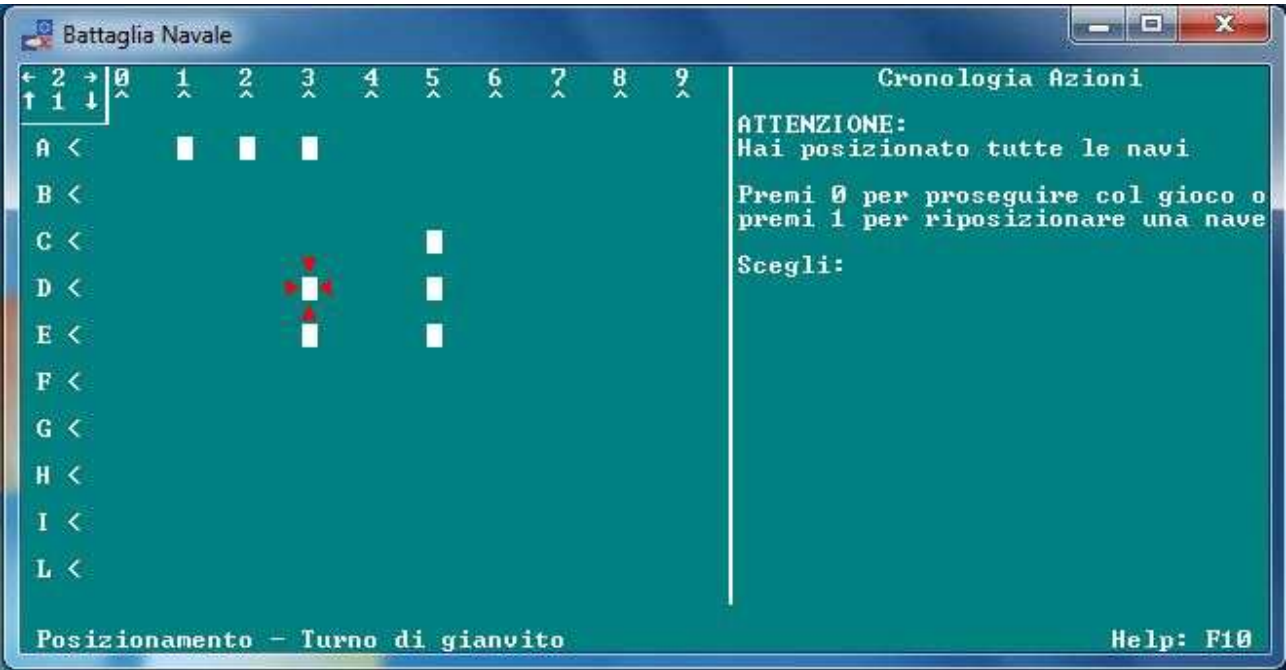 Battaglia Navale
← 2 → 0 1 2 3 4 5 6 7 8 9
↑ 1 ↓ ^ ^ ^ ^ ^ ^ ^ ^ ^ ^
A <
B <
C <
D <
E <
F <
G <
H <
I <
L <
Cronologia Azioni
ATTENZIONE:
Hai posizionato tutte le navi
Premi 0 per proseguire col gioco o
premi 1 per riposizionare una nave
Scegli:
Posizionamento - Turno di gianvito
Help: F10